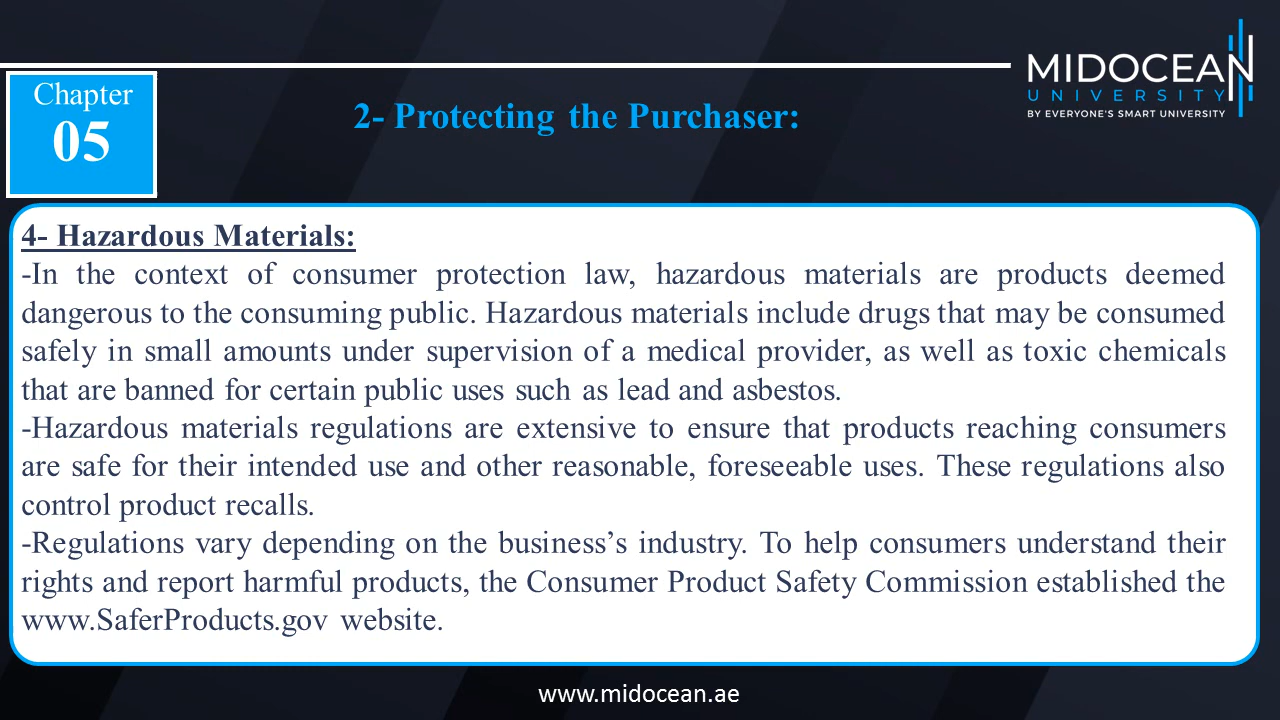 MIDOCEAN
UNIVERSITY
BY EVERYONE'S SMART UNIVERSITY
Chapter
05
2- Protecting the Purchaser:
4- Hazardous Materials:
-In the context of consumer protection law, hazardous materials are products deemed
dangerous to the consuming public. Hazardous materials include drugs that may be consumed
safely in small amounts under supervision of a medical provider, as well as toxic chemicals
that are banned for certain public uses such as lead and asbestos.
-Hazardous materials regulations are extensive to ensure that products reaching consumers
are safe for their intended use and other reasonable, foreseeable uses. These regulations also
control product recalls.
-Regulations vary depending on the business’s industry. To help consumers understand their
rights and report harmful products, the Consumer Product Safety Commission established the
www.SaferProducts.gov website.
www.midocean.ae